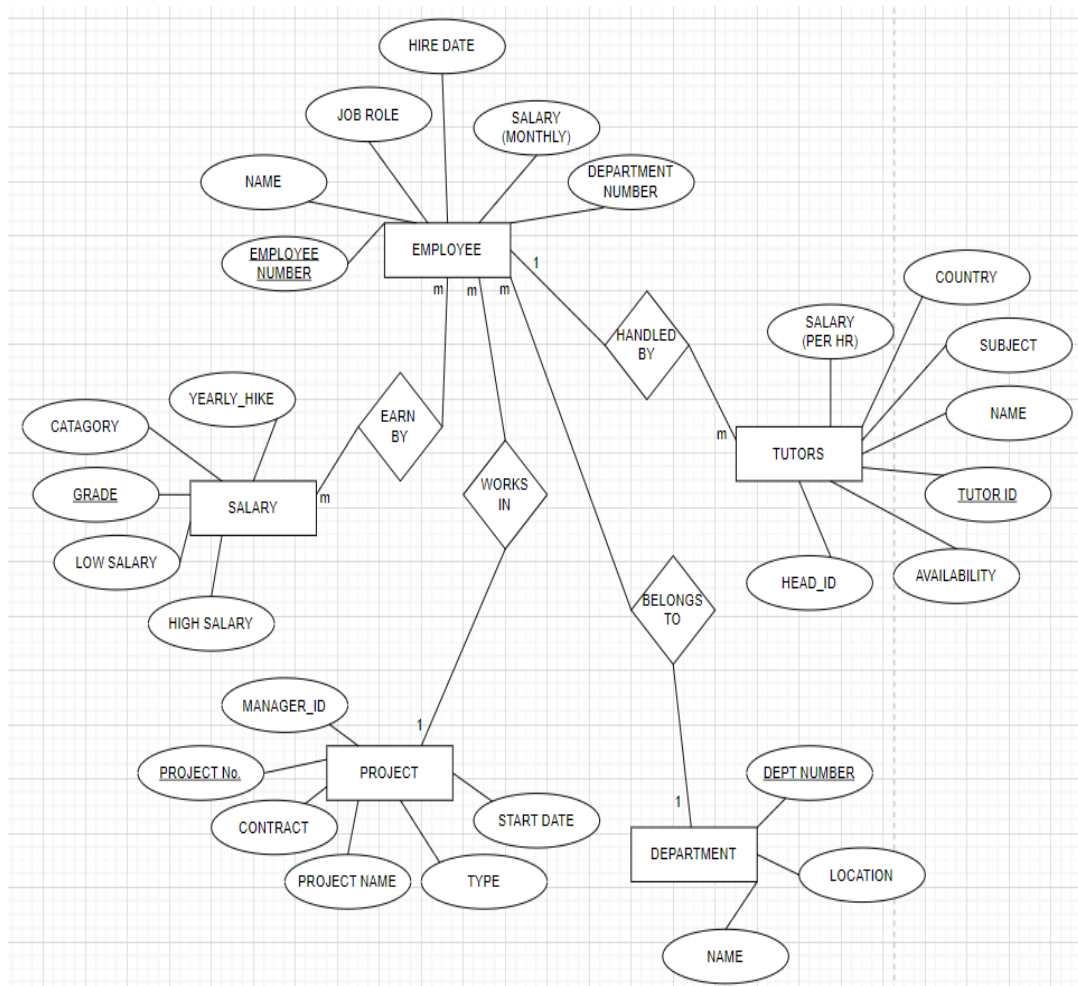 HIRE DATE
JOB ROLE
SALARY
(MONTHLY)
NAME
DEPARTMENT
NUMBER
EMPLOYEE
NUMBER
EMPLOYEE
1
m
m
m
COUNTRY
HANDLED
BY
SALARY
(PER HR)
SUBJECT
YEARLY_HIKE
EARN
BY
NAME
CATAGORY
m
TUTORS
GRADE
m
WORKS
IN
TUTOR ID
SALARY
LOW SALARY
HEAD_ID
AVAILABILITY
HIGH SALARY
BELONGS
TO
MANAGER_ID
1
PROJECT No.
PROJECT
DEPT NUMBER
1
CONTRACT
START DATE
DEPARTMENT
LOCATION
PROJECT NAME
TYPE
NAME